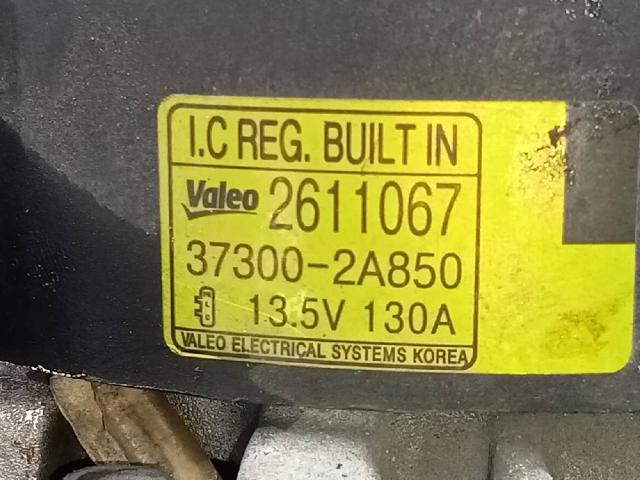 I.C REG. BUILT IN
Valeo 2611067
37300-2A850
13.5V 130A
VALEO ELECTRICAL SYSTEMS KOREA